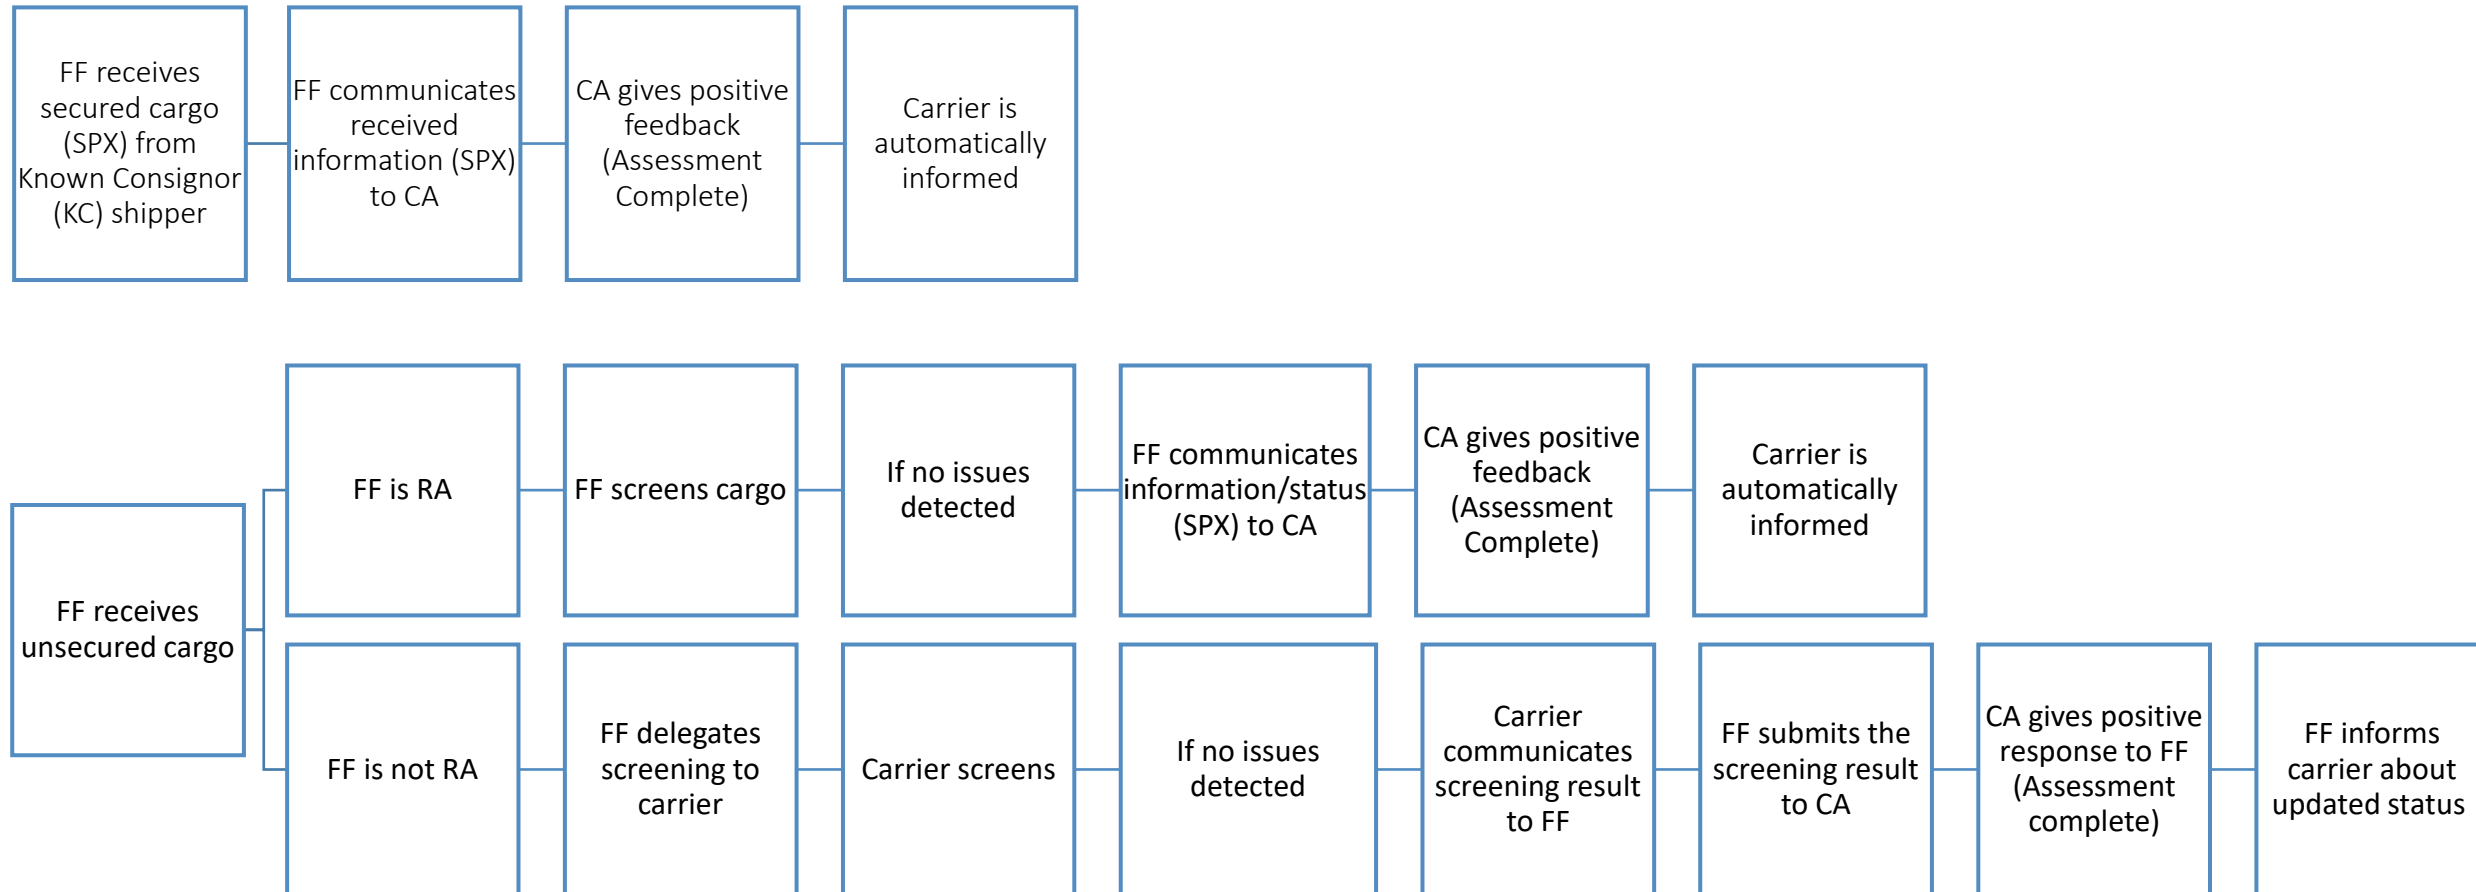 FF receives
secured cargo
(SPX) from
Known Consignor
(KC) shipper
FF communicates
received
information (SPX)
to CA
CA gives positive
feedback
(Assessment
Complete)
Carrier is
automatically
informed
FF receives
unsecured cargo
FF is RA
FF screens cargo
If no issues
detected
FF communicates
information/status
(SPX) to CA
CA gives positive
feedback
(Assessment
Complete)
Carrier is
automatically
informed
FF is not RA
FF delegates
screening to
carrier
Carrier screens
If no issues
detected
Carrier
communicates
screening result
to FF
FF submits the
screening result
to CA
CA gives positive
response to FF
(Assessment
complete)
FF informs
carrier about
updated status